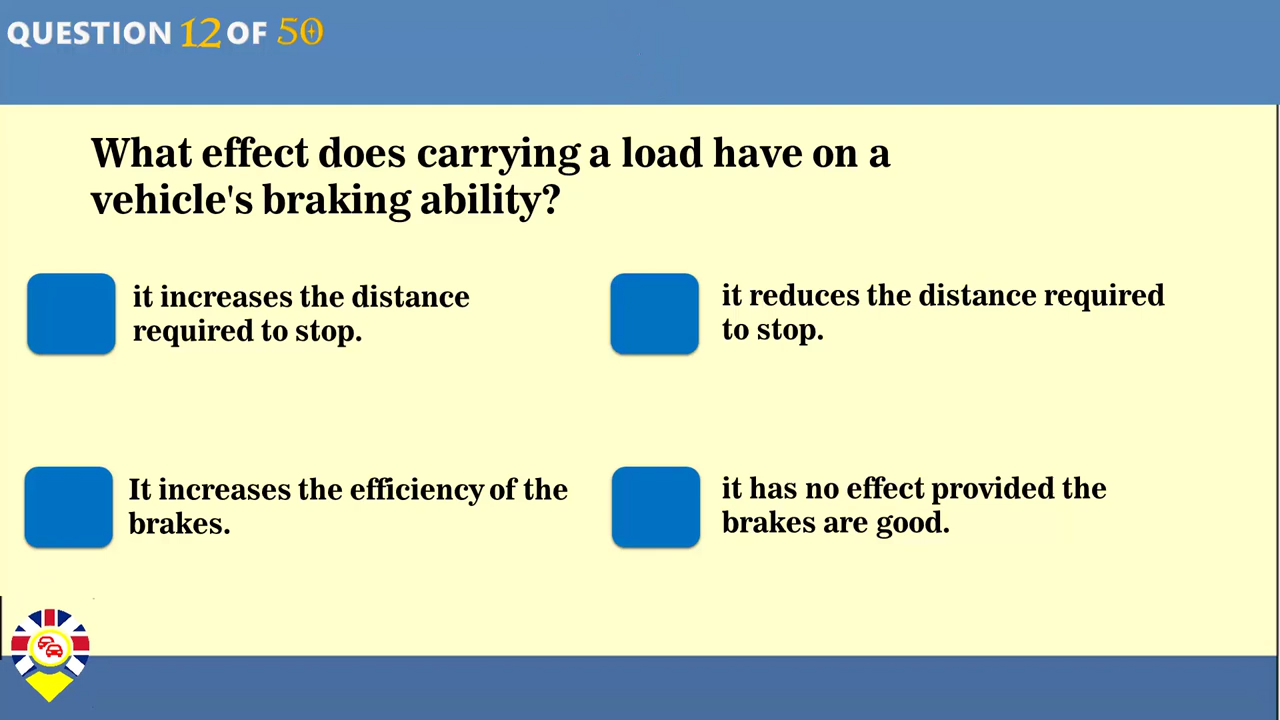 QUESTION 12 OF 50
What effect does carrying a load have on a
vehicle's braking ability?
it increases the distance
required to stop.
it reduces the distance required
to stop.
It increases the efficiency of the
brakes.
it has no effect provided the
brakes are good.